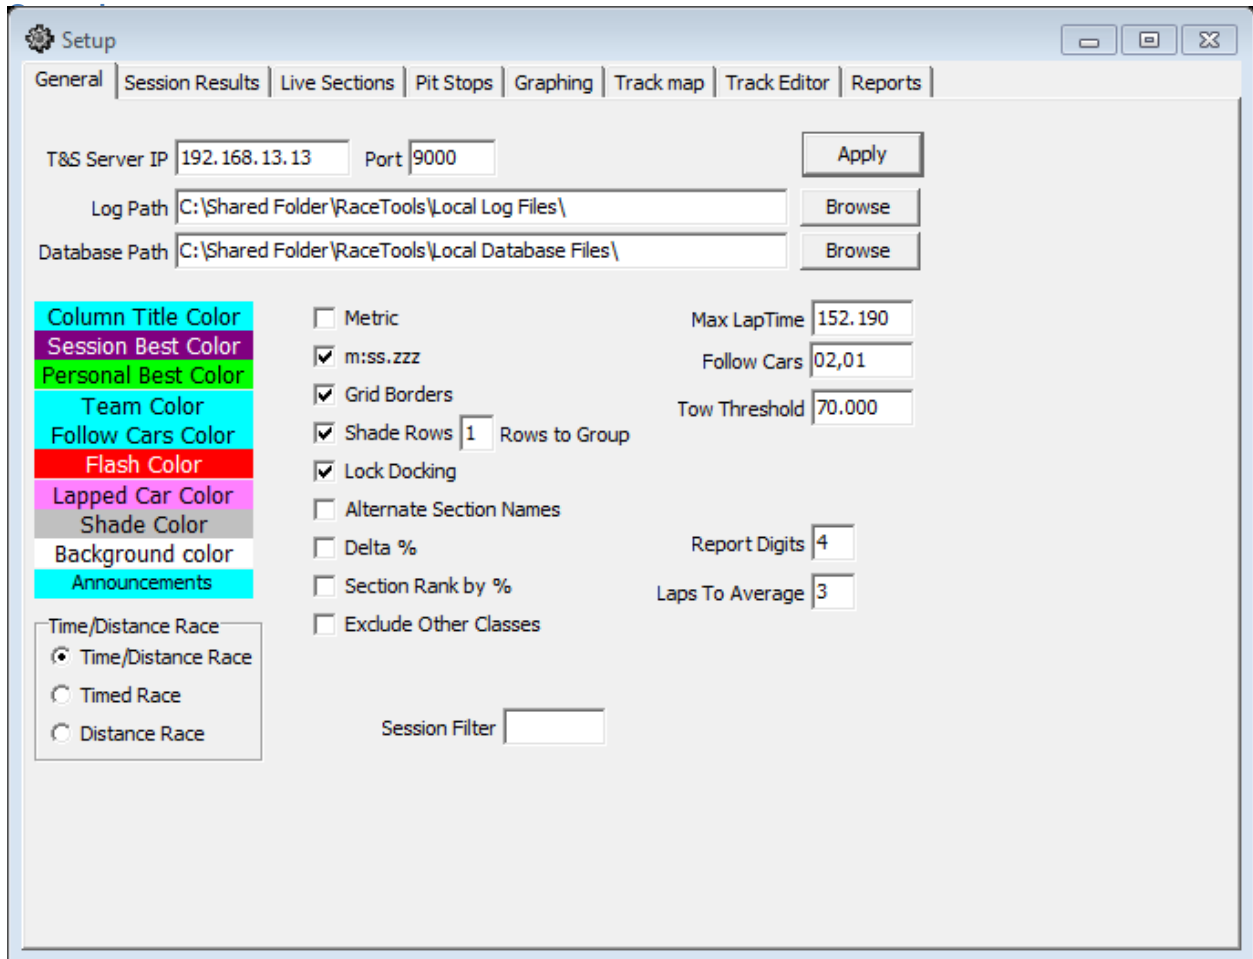 Setup
General Session Results Live Sections Pit Stops Graphing Track map Track Editor Reports
T&S Server IP 192.168.13.13 Port 9000 Apply
Log Path C:\Shared Folder\RaceTools\Local Log Files\ Browse
Database Path C:\Shared Folder\RaceTools\Local Database Files\ Browse
Column Title Color
Session Best Color
Personal Best Color
Team Color
Follow Cars Color
Flash Color
Lapped Car Color
Shade Color
Background color
Announcements
Time/Distance Race
Time/Distance Race
Timed Race
Distance Race
Metric
m:ss.zzz
Grid Borders
Shade Rows 1 Rows to Group
Lock Docking
Alternate Section Names
Delta %
Section Rank by %
Exclude Other Classes
Session Filter
Max LapTime 152.190
Follow Cars 02,01
Tow Threshold 70.000
Report Digits 4
Laps To Average 3